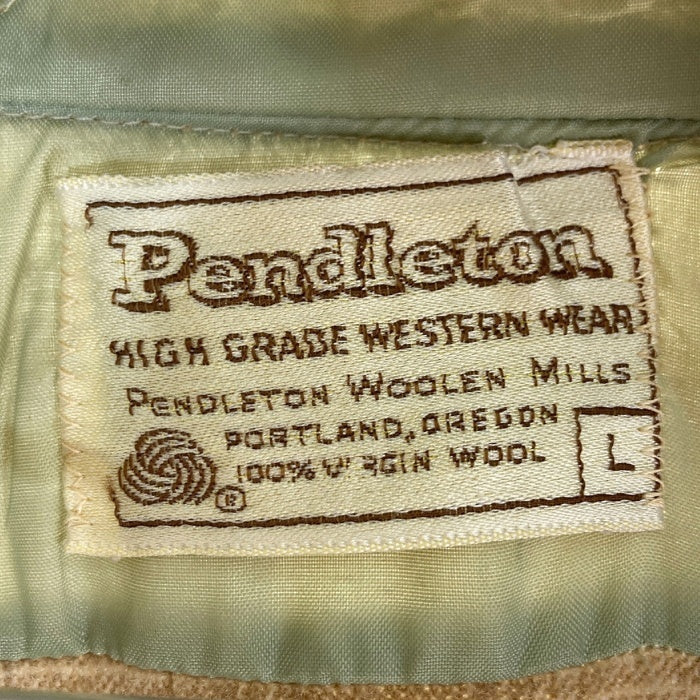 Pendleton
HIGH GRADE WESTERN WEAR
PENDLETON WOOLEN MILLS
PORTLAND, OREGON
100% VIRGIN WOOL
L
®